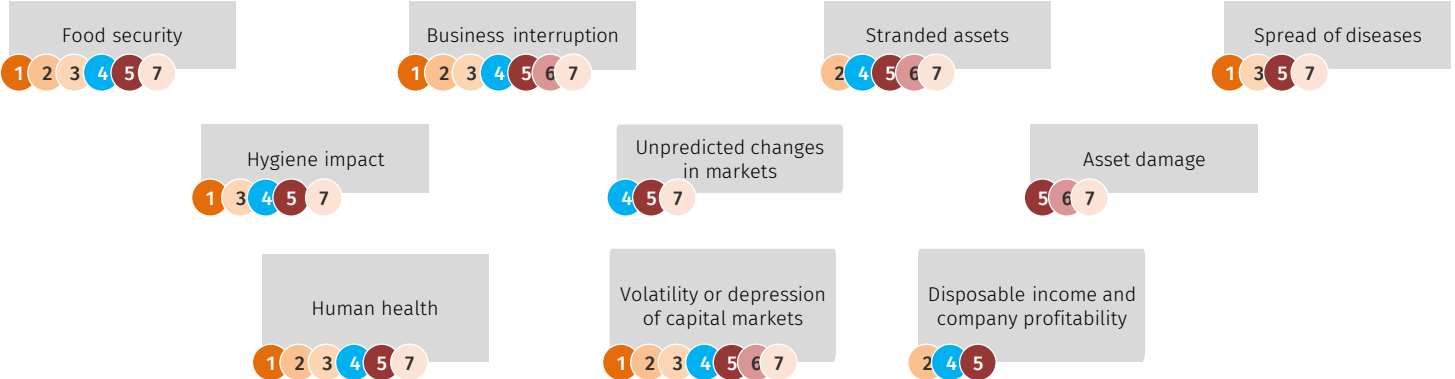 Food security
1 2 3 4 5 7
Business interruption
1 2 3 4 5 6 7
Stranded assets
2 4 5 6 7
Spread of diseases
1 3 5 7
Hygiene impact
1 3 4 5 7
Unpredicted changes
in markets
4 5 7
Asset damage
5 6 7
Human health
1 2 3 4 5 7
Volatility or depression
of capital markets
1 2 3 4 5 6 7
Disposable income and
company profitability
2 4 5